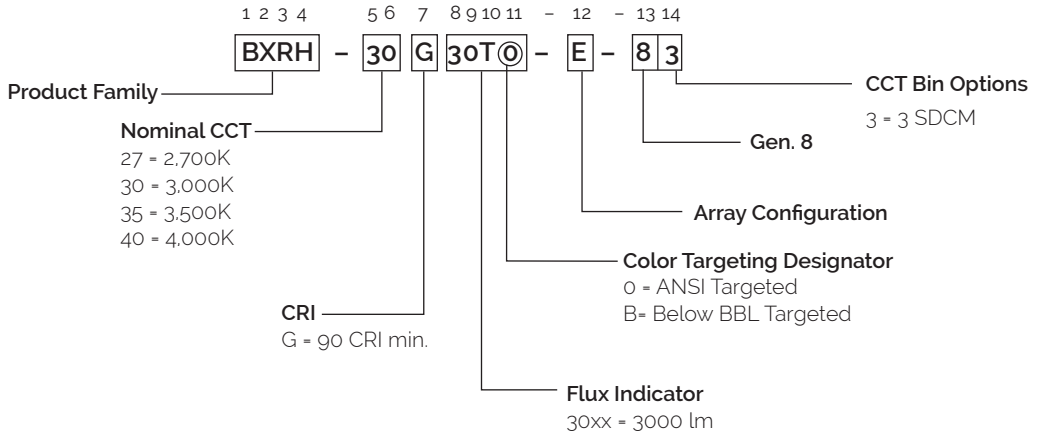 1 2 3 4 5 6 7 8 9 10 11 – 12 – 13 14
BXRH – 30 G 30T0 – E – 8 3
Product Family
CCT Bin Options
3 = 3 SDCM
Nominal CCT
27 = 2,700K
30 = 3,000K
35 = 3,500K
40 = 4,000K
Gen. 8
Array Configuration
Color Targeting Designator
0 = ANSI Targeted
B= Below BBL Targeted
CRI
G = 90 CRI min.
Flux Indicator
30xx = 3000 lm